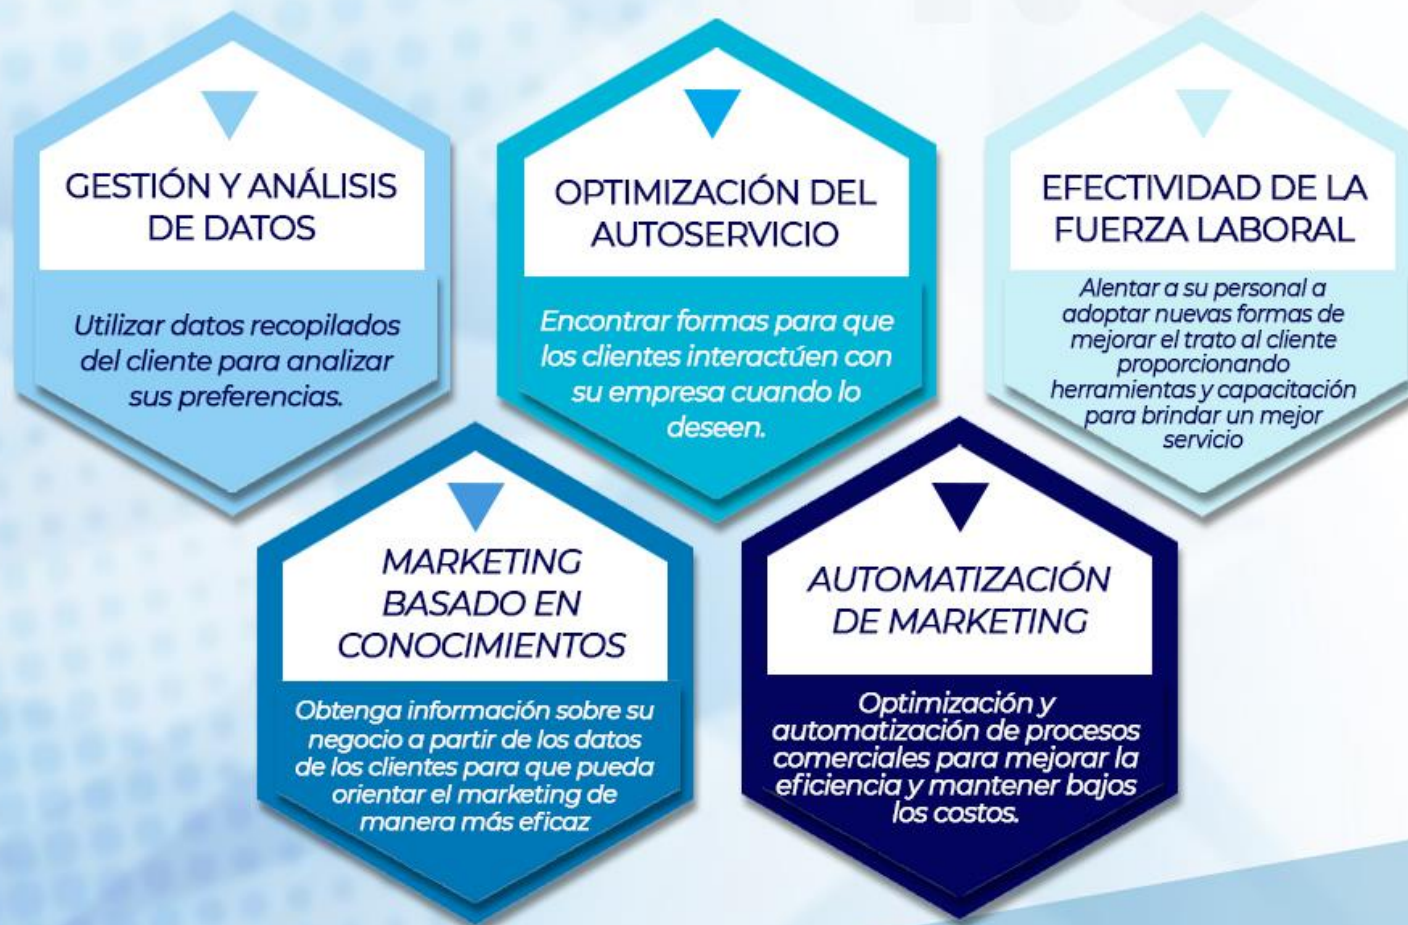 GESTIÓN Y ANÁLISIS
DE DATOS
Utilizar datos recopilados
del cliente para analizar
sus preferencias.
OPTIMIZACIÓN DEL
AUTOSERVICIO
Encontrar formas para que
los clientes interactúen con
su empresa cuando lo
deseen.
EFECTIVIDAD DE LA
FUERZA LABORAL
Alentar a su personal a
adoptar nuevas formas de
mejorar el trato al cliente
proporcionando
herramientas y capacitación
para brindar un mejor
servicio
MARKETING
BASADO EN
CONOCIMIENTOS
Obtenga información sobre su
negocio a partir de los datos
de los clientes para que pueda
orientar el marketing de
manera más eficaz
AUTOMATIZACIÓN
DE MARKETING
Optimización y
automatización de procesos
comerciales para mejorar la
eficiencia y mantener bajos
los costos.